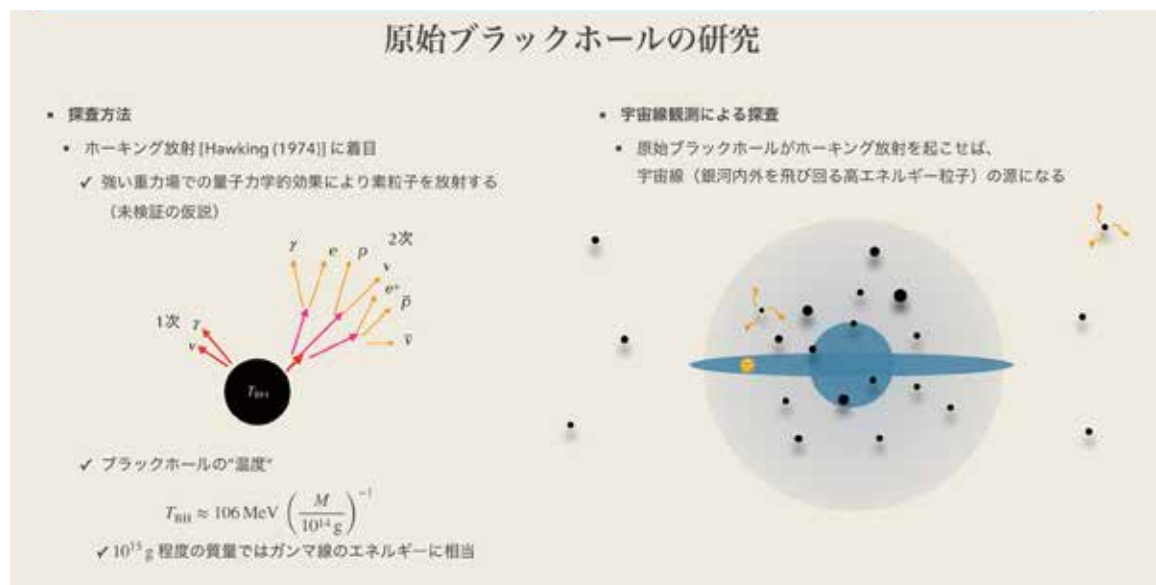 原始ブラックホールの研究
▪ 探査方法
▪ ホーキング放射 [Hawking (1974)] に着目
✓ 強い重力場での量子力学的効果により素粒子を放射する
（未検証の仮説）
2次
γ e p
ν
e⁺
p̄
ν̄
1次 γ
ν
T_BH
✓ ブラックホールの“温度”
T_BH ≈ 106 MeV (M / 10¹⁴ g)⁻¹
✓ 10¹⁵ g 程度の質量ではガンマ線のエネルギーに相当
▪ 宇宙線観測による探査
▪ 原始ブラックホールがホーキング放射を起こせば、
宇宙線（銀河内外を飛び回る高エネルギー粒子）の源になる